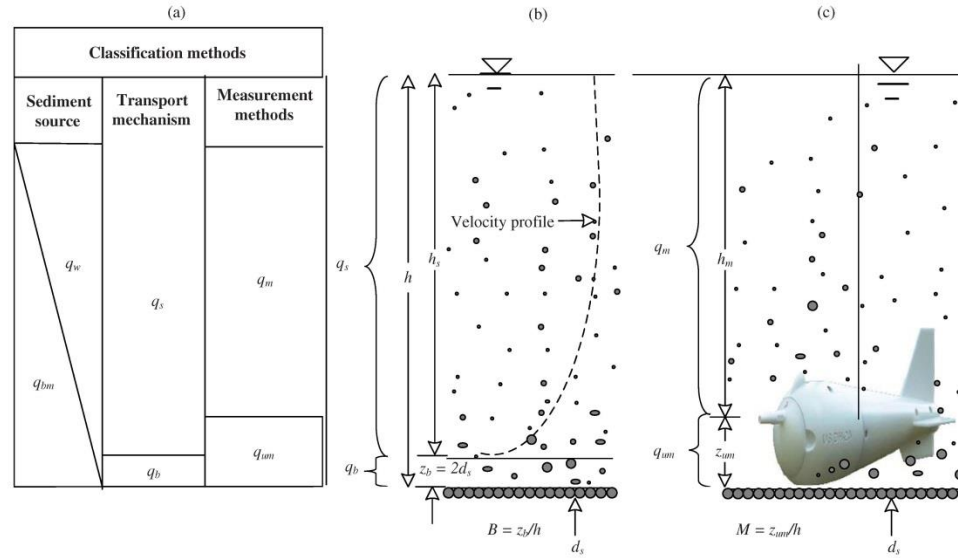 (a)
Classification methods
Sediment source
Transport mechanism
Measurement methods
q_w
q_bm
q_s
q_b
q_m
q_um
(b)
q_s
q_b
h
h_s
Velocity profile
z_b = 2d_s
B = z_b/h
d_s
(c)
q_m
q_um
h_m
z_um
M = z_um/h
d_s